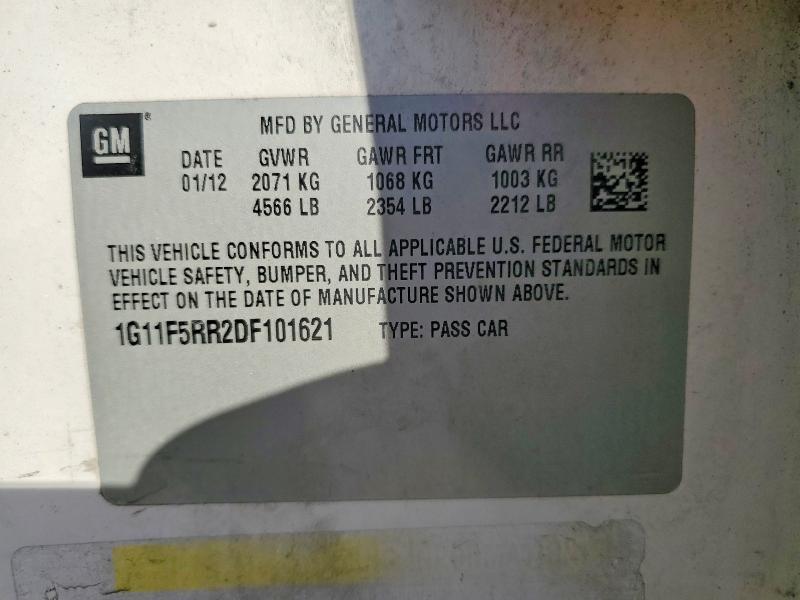 GM ®
MFD BY GENERAL MOTORS LLC
DATE GVWR GAWR FRT GAWR RR
01/12 2071 KG 1068 KG 1003 KG
4566 LB 2354 LB 2212 LB
THIS VEHICLE CONFORMS TO ALL APPLICABLE U.S. FEDERAL MOTOR
VEHICLE SAFETY, BUMPER, AND THEFT PREVENTION STANDARDS IN
EFFECT ON THE DATE OF MANUFACTURE SHOWN ABOVE.
1G11F5RR2DF101621 TYPE: PASS CAR